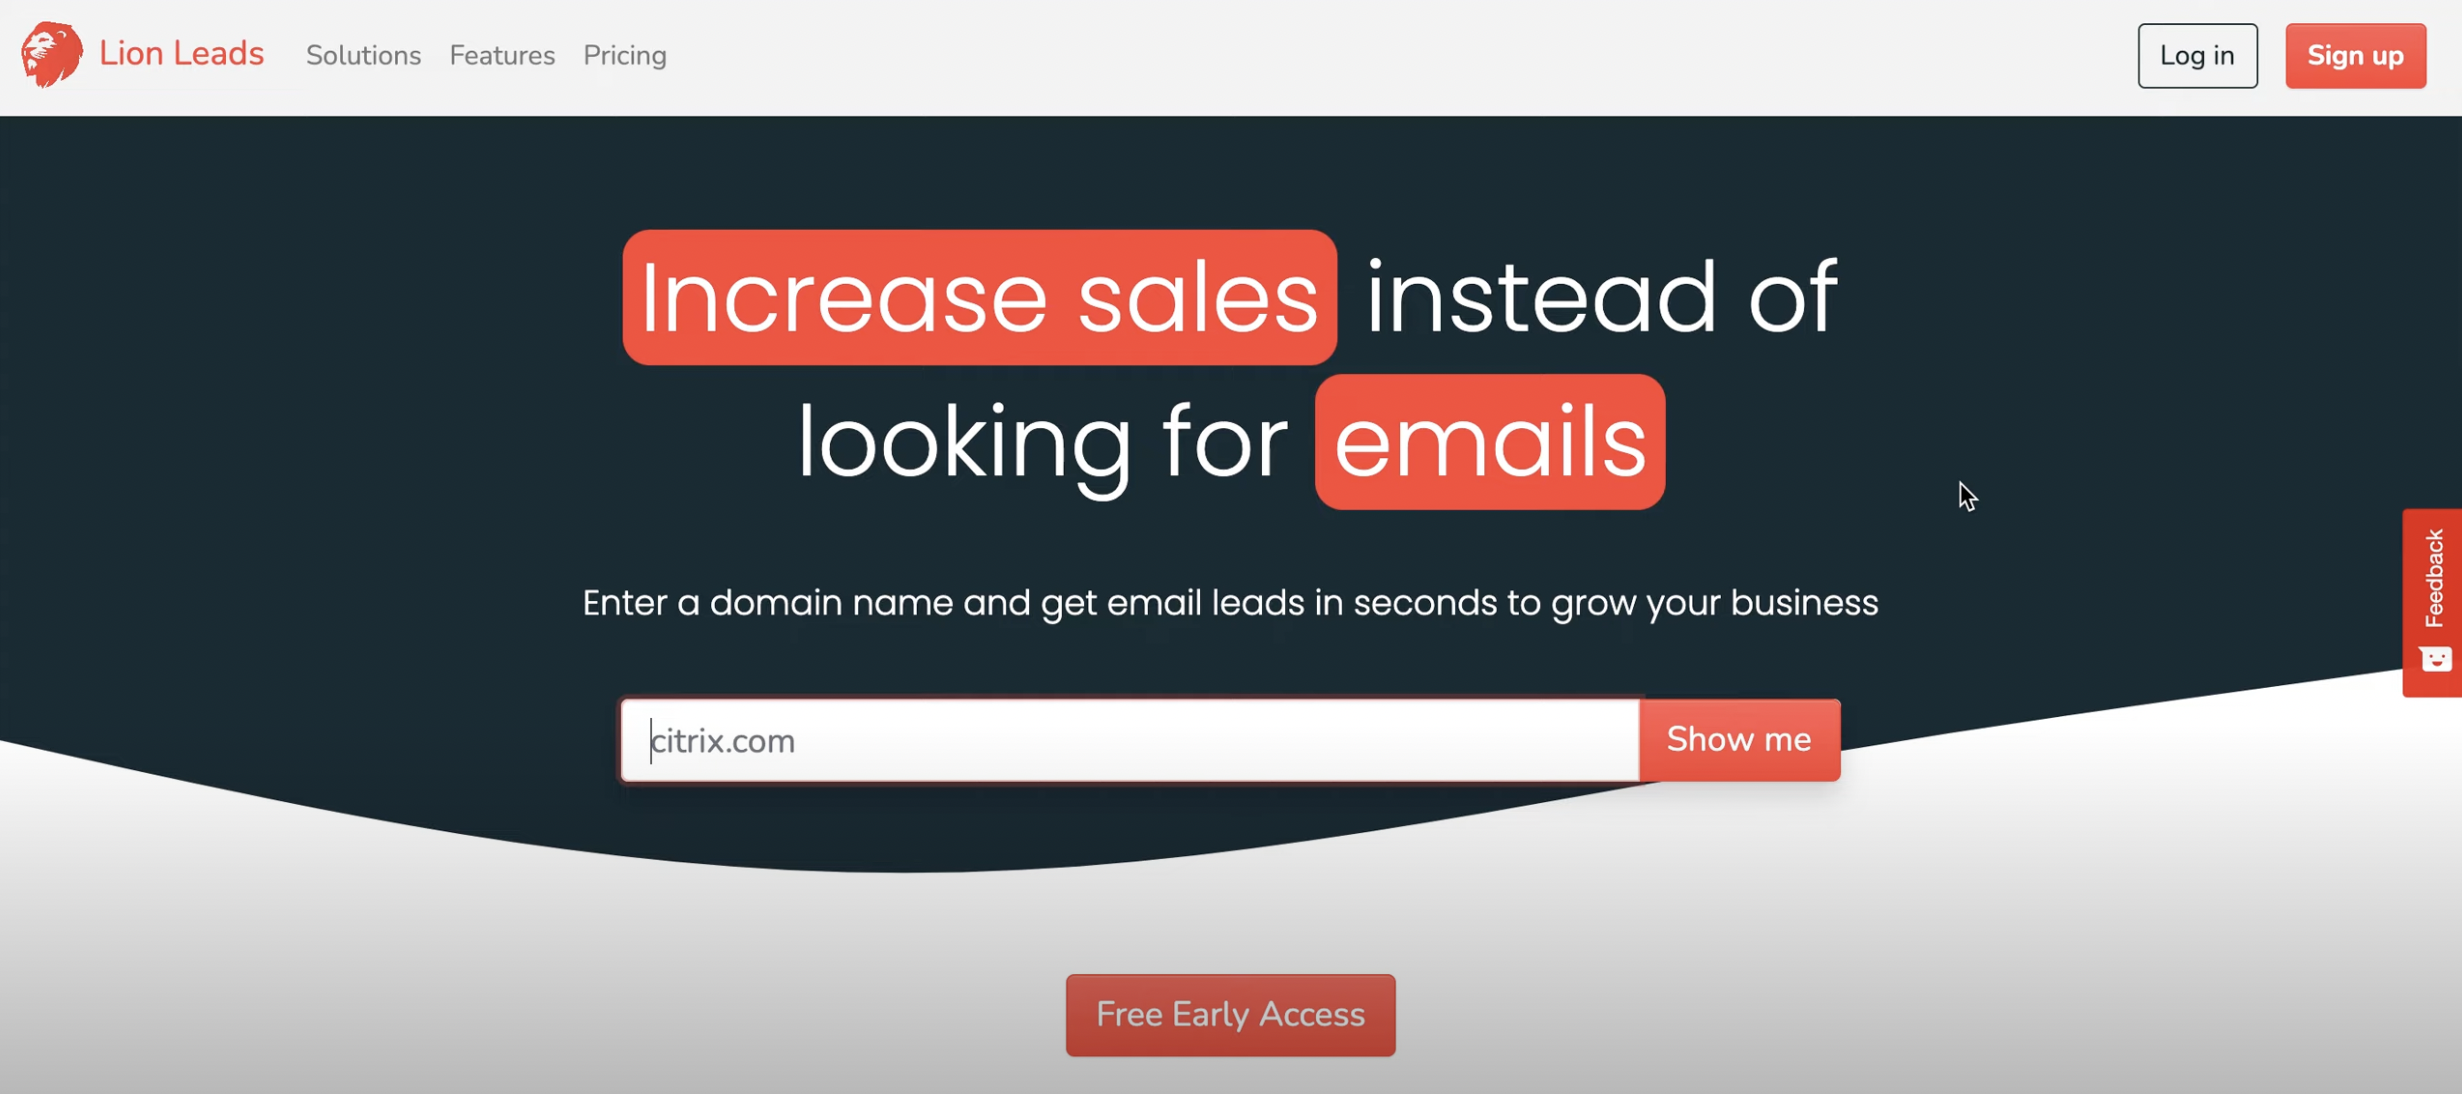 Lion Leads
Solutions
Features
Pricing
Log in
Sign up
Increase sales instead of
looking for emails
Enter a domain name and get email leads in seconds to grow your business
citrix.com
Show me
Feedback
Free Early Access